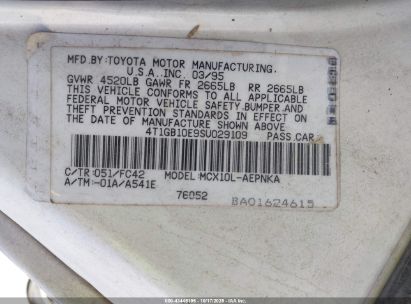 MFD. BY: TOYOTA MOTOR MANUFACTURING,
U.S.A., INC. 03/95
GVWR 4520LB GAWR FR 2665LB RR 2665LB
THIS VEHICLE CONFORMS TO ALL APPLICABLE
FEDERAL MOTOR VEHICLE SAFETY, BUMPER, AND
THEFT PREVENTION STANDARDS IN EFFECT ON
THE DATE OF MANUFACTURE SHOWN ABOVE.
4T1GB10E9SU029109 PASS.CAR
C/TR:051/FC42 MODEL:MCX10L-AEPNKA
A/TM:-01A/A541E
76052
BA01624615